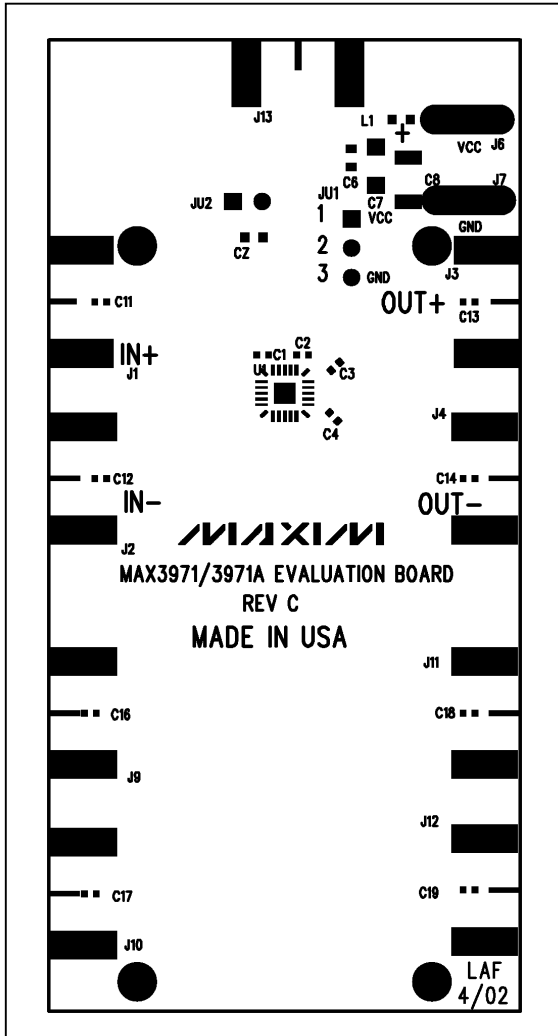 J13
L1
+
VCC
J6
C6
C8
J7
JU1
C7
JU2
1
VCC
GND
CZ
2
J3
3
GND
C11
OUT+
C13
IN+
C1
C2
J1
U1
C3
J4
C4
C12
C14
IN-
OUT-
MAXIM
J2
MAX3971/3971A EVALUATION BOARD
REV C
MADE IN USA
J11
C16
C18
J9
J12
C17
C19
J10
LAF
4/02